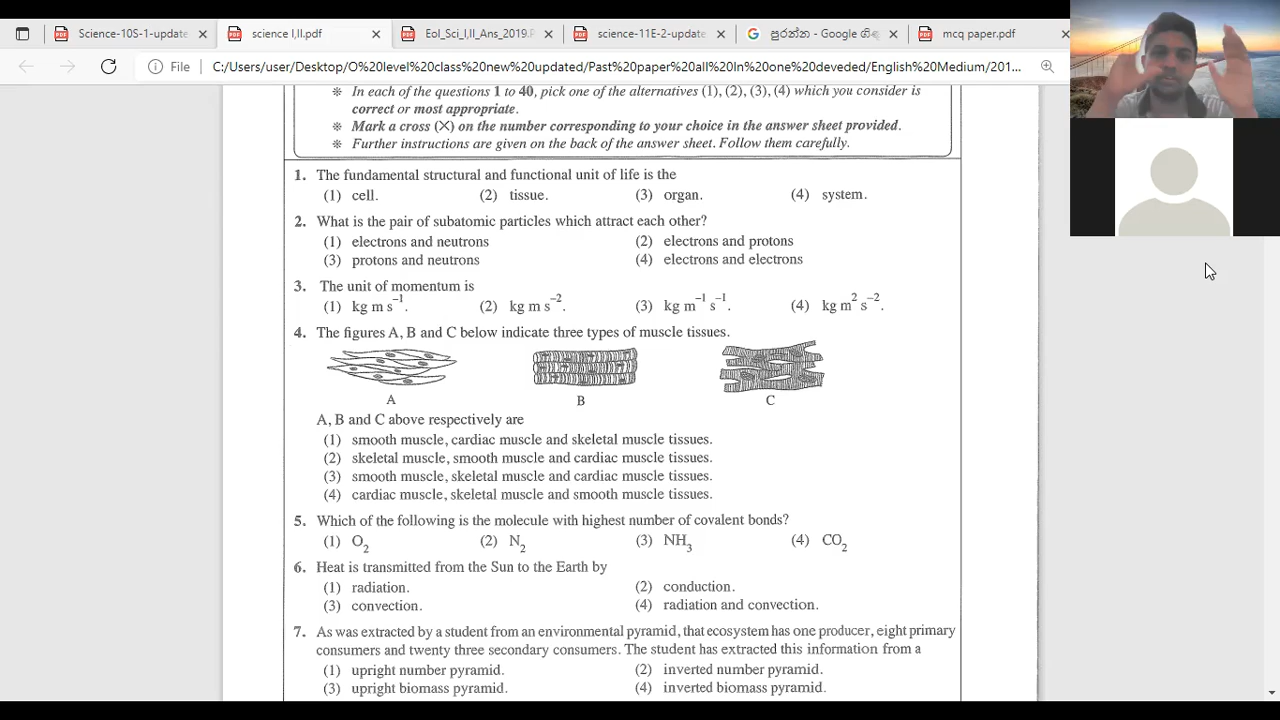 Science-10S-1-update
science I,II.pdf
Eol_Sci_I,II_Ans_2019.P
science-11E-2-update
පුරන්න - Google
mcq paper.pdf
File C:/Users/user/Desktop/O%20level%20class%20new%20updated/Past%20paper%20all%20In%20one%20deveded/English%20Medium/201...
* In each of the questions 1 to 40, pick one of the alternatives (1), (2), (3), (4) which you consider is
correct or most appropriate.
* Mark a cross (X) on the number corresponding to your choice in the answer sheet provided.
* Further instructions are given on the back of the answer sheet. Follow them carefully.
1. The fundamental structural and functional unit of life is the
(1) cell. (2) tissue. (3) organ. (4) system.
2. What is the pair of subatomic particles which attract each other?
(1) electrons and neutrons (2) electrons and protons
(3) protons and neutrons (4) electrons and electrons
3. The unit of momentum is
(1) kg m s⁻¹. (2) kg m s⁻². (3) kg m⁻¹ s⁻¹. (4) kg m² s⁻².
4. The figures A, B and C below indicate three types of muscle tissues.
A B C
A, B and C above respectively are
(1) smooth muscle, cardiac muscle and skeletal muscle tissues.
(2) skeletal muscle, smooth muscle and cardiac muscle tissues.
(3) smooth muscle, skeletal muscle and cardiac muscle tissues.
(4) cardiac muscle, skeletal muscle and smooth muscle tissues.
5. Which of the following is the molecule with highest number of covalent bonds?
(1) O₂ (2) N₂ (3) NH₃ (4) CO₂
6. Heat is transmitted from the Sun to the Earth by
(1) radiation. (2) conduction.
(3) convection. (4) radiation and convection.
7. As was extracted by a student from an environmental pyramid, that ecosystem has one producer, eight primary
consumers and twenty three secondary consumers. The student has extracted this information from a
(1) upright number pyramid. (2) inverted number pyramid.
(3) upright biomass pyramid. (4) inverted biomass pyramid.